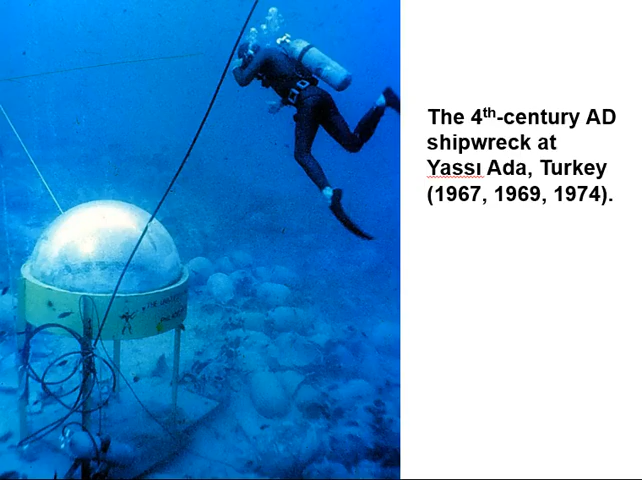 The 4th-century AD
shipwreck at
Yassı Ada, Turkey
(1967, 1969, 1974).